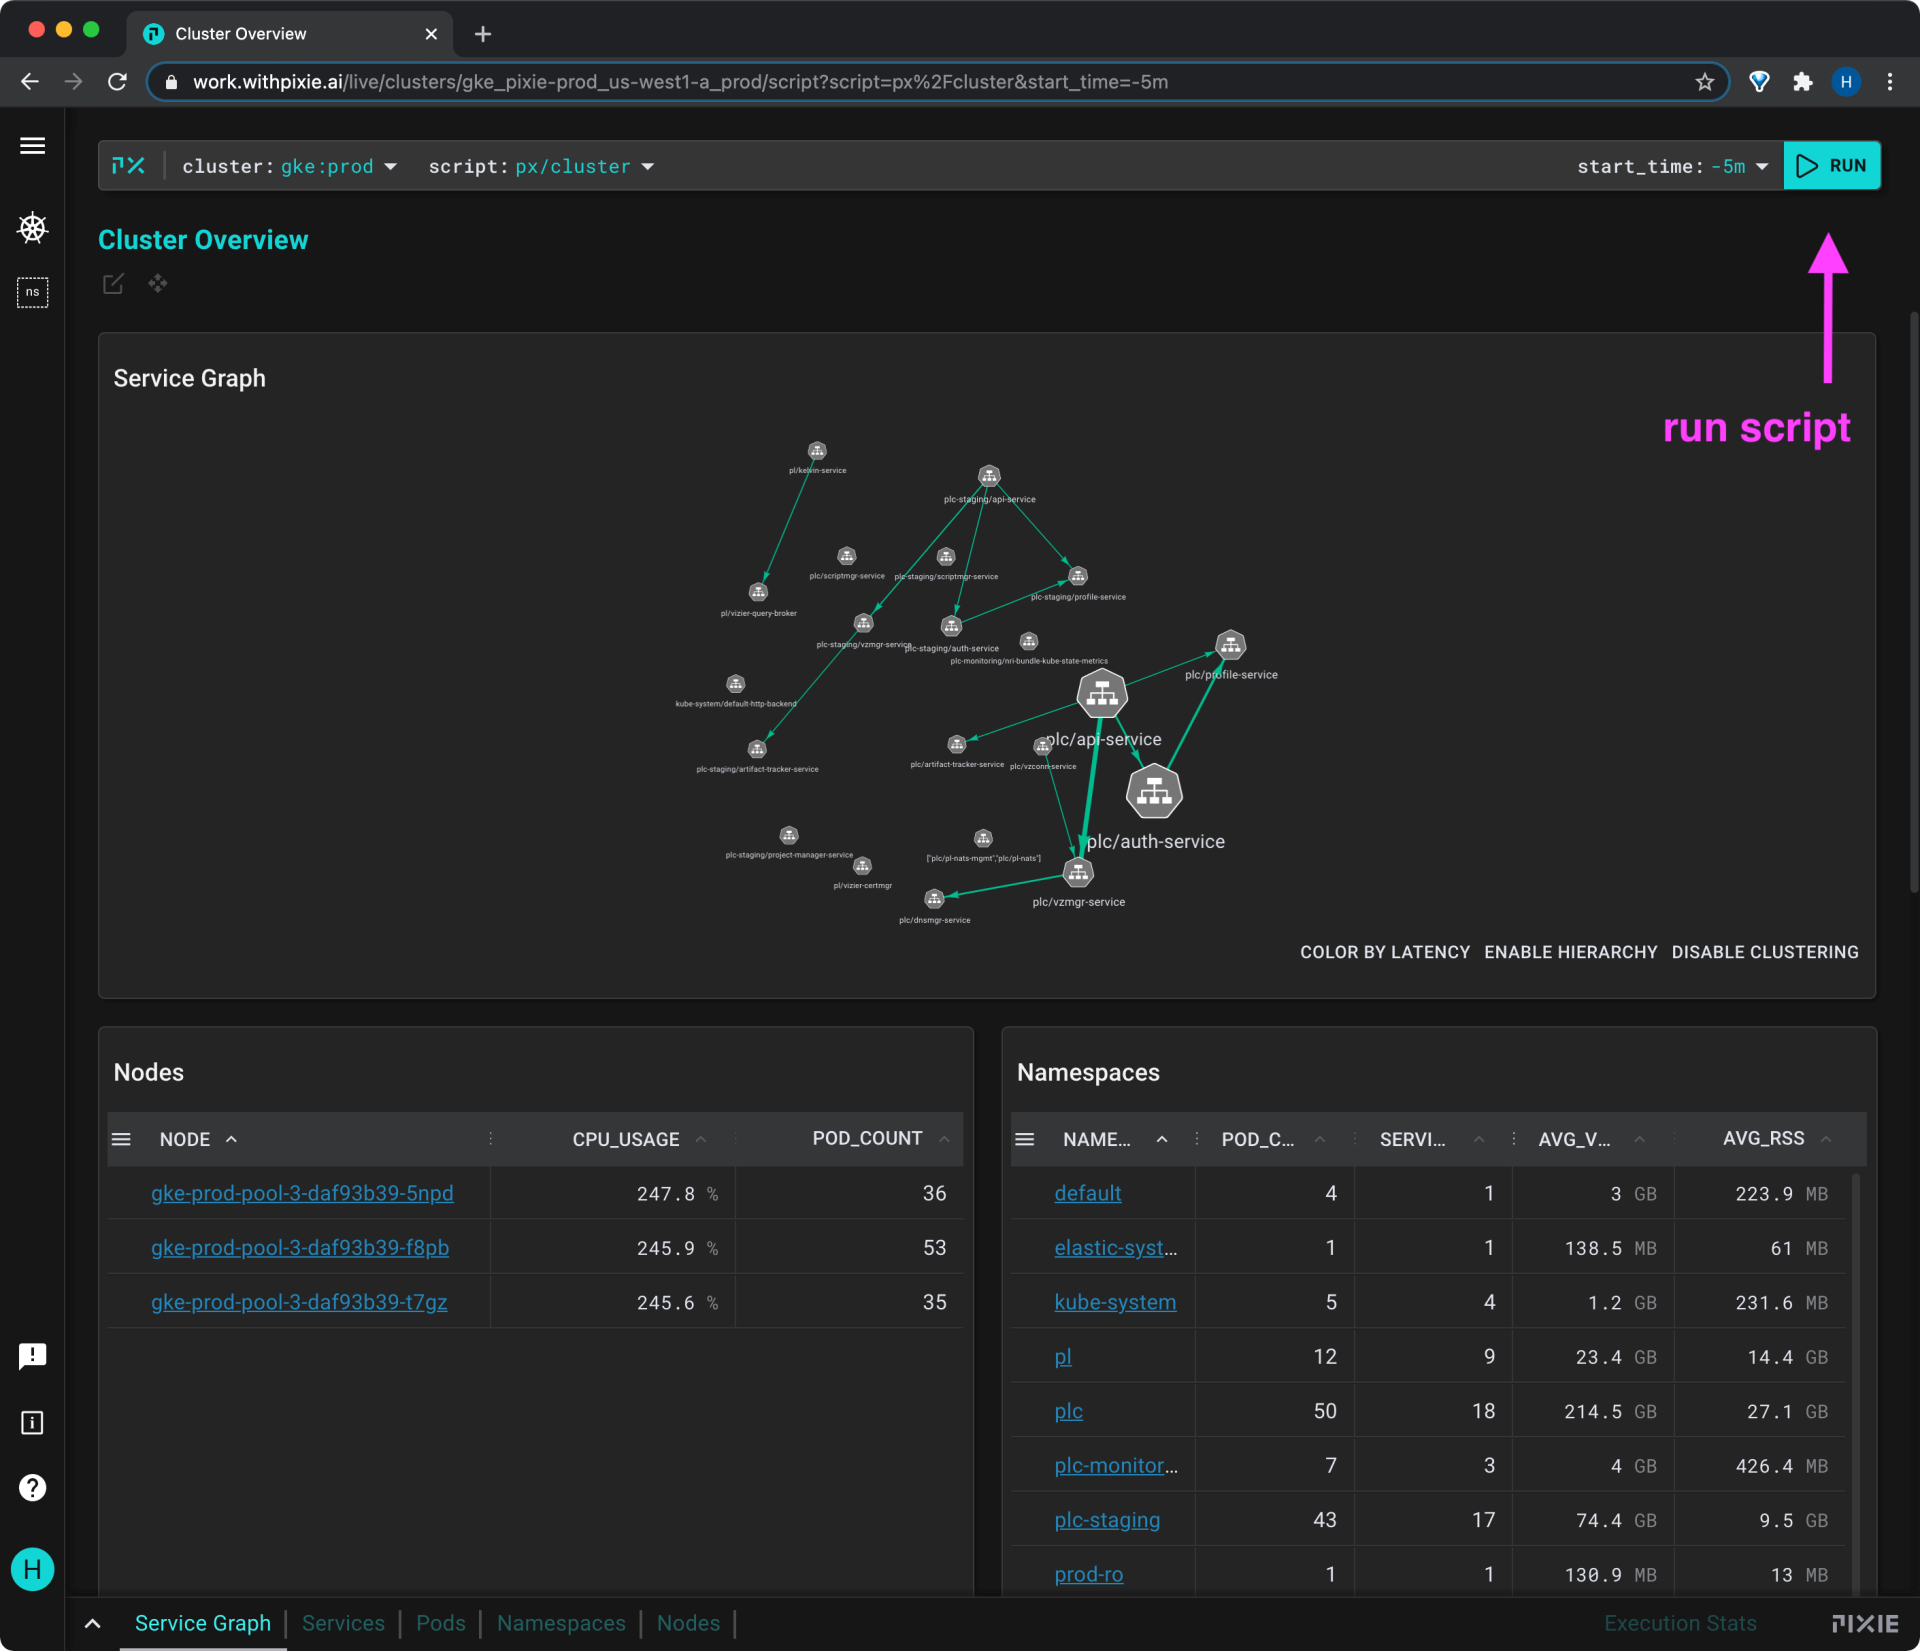 Cluster Overview
work.withpixie.ai/live/clusters/gke_pixie-prod_us-west1-a_prod/script?script=px%2Fcluster&start_time=-5m
H
cluster: gke:prod
script: px/cluster
start_time: -5m
RUN
Cluster Overview
ns
run script
Service Graph
pl/kelvin-service
plc-staging/api-service
plc/scriptmgr-service
plc-staging/scriptmgr-service
plc-staging/profile-service
pl/vizier-query-broker
plc-staging/vzmgr-service
plc-staging/auth-service
plc-monitoring/nri-bundle-kube-state-metrics
plc/profile-service
kube-system/default-http-backend
plc/api-service
plc-staging/artifact-tracker-service
plc/artifact-tracker-service
plc/vzconn-service
plc/auth-service
plc-staging/project-manager-service
["plc/pl-nats-mgmt","plc/pl-nats"]
pl/vizier-certmgr
plc/vzmgr-service
plc/dnsmgr-service
COLOR BY LATENCY
ENABLE HIERARCHY
DISABLE CLUSTERING
Nodes
NODE CPU_USAGE POD_COUNT
gke-prod-pool-3-daf93b39-5npd 247.8 % 36
gke-prod-pool-3-daf93b39-f8pb 245.9 % 53
gke-prod-pool-3-daf93b39-t7gz 245.6 % 35
Namespaces
NAME... POD_C... SERVI... AVG_V... AVG_RSS
default 4 1 3 GB 223.9 MB
elastic-syst... 1 1 138.5 MB 61 MB
kube-system 5 4 1.2 GB 231.6 MB
pl 12 9 23.4 GB 14.4 GB
plc 50 18 214.5 GB 27.1 GB
plc-monitor... 7 3 4 GB 426.4 MB
plc-staging 43 17 74.4 GB 9.5 GB
prod-ro 1 1 130.9 MB 13 MB
H
Service Graph
Services
Pods
Namespaces
Nodes
Execution Stats
PIXIE